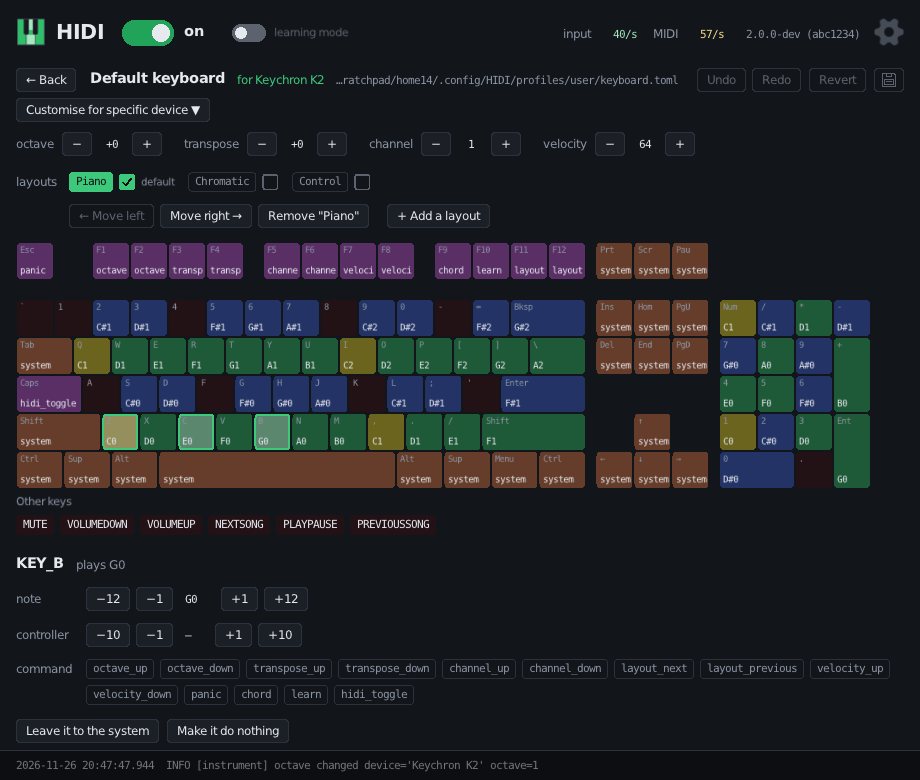 HIDI on learning mode input 40/s MIDI 57/s 2.0.0-dev (abc1234)
← Back Default keyboard for Keychron K2 …ratchpad/home14/.config/HIDI/profiles/user/keyboard.toml Undo Redo Revert
Customise for specific device ▼
octave − +0 + transpose − +0 + channel − 1 + velocity − 64 +
layouts Piano default Chromatic Control
← Move left Move right → Remove "Piano" + Add a layout
Esc F1 F2 F3 F4 F5 F6 F7 F8 F9 F10 F11 F12 Prt Scr Pau
panic octave octave transp transp channe channe veloci veloci chord learn layout layout system system system
` 1 2 3 4 5 6 7 8 9 0 - = Bksp Ins Hom PgU Num / * -
C#1 D#1 F#1 G#1 A#1 C#2 D#2 F#2 G#2 system system system C1 C#1 D1 D#1
Tab Q W E R T Y U I O P [ ] \ Del End PgD 7 8 9 +
system C1 D1 E1 F1 G1 A1 B1 C2 D2 E2 F2 G2 A2 system system system G#0 A0 A#0
Caps A S D F G H J K L ; ' Enter 4 5 6
hidi_toggle C#0 D#0 F#0 G#0 A#0 C#1 D#1 F#1 E0 F0 F#0 B0
Shift X C V B N M , . / Shift ↑ 1 2 3 Ent
system C0 D0 E0 F0 G0 A0 B0 C1 D1 E1 F1 system C0 C#0 D0
Ctrl Sup Alt Alt Sup Menu Ctrl ← ↓ → 0 .
system system system system system system system system system system system D#0 G0
Other keys
MUTE VOLUMEDOWN VOLUMEUP NEXTSONG PLAYPAUSE PREVIOUSSONG
KEY_B plays G0
note −12 −1 G0 +1 +12
controller −10 −1 — +1 +10
command octave_up octave_down transpose_up transpose_down channel_up channel_down layout_next layout_previous velocity_up
velocity_down panic chord learn hidi_toggle
Leave it to the system Make it do nothing
2026-11-26 20:47:47.944 INFO [instrument] octave changed device='Keychron K2' octave=1